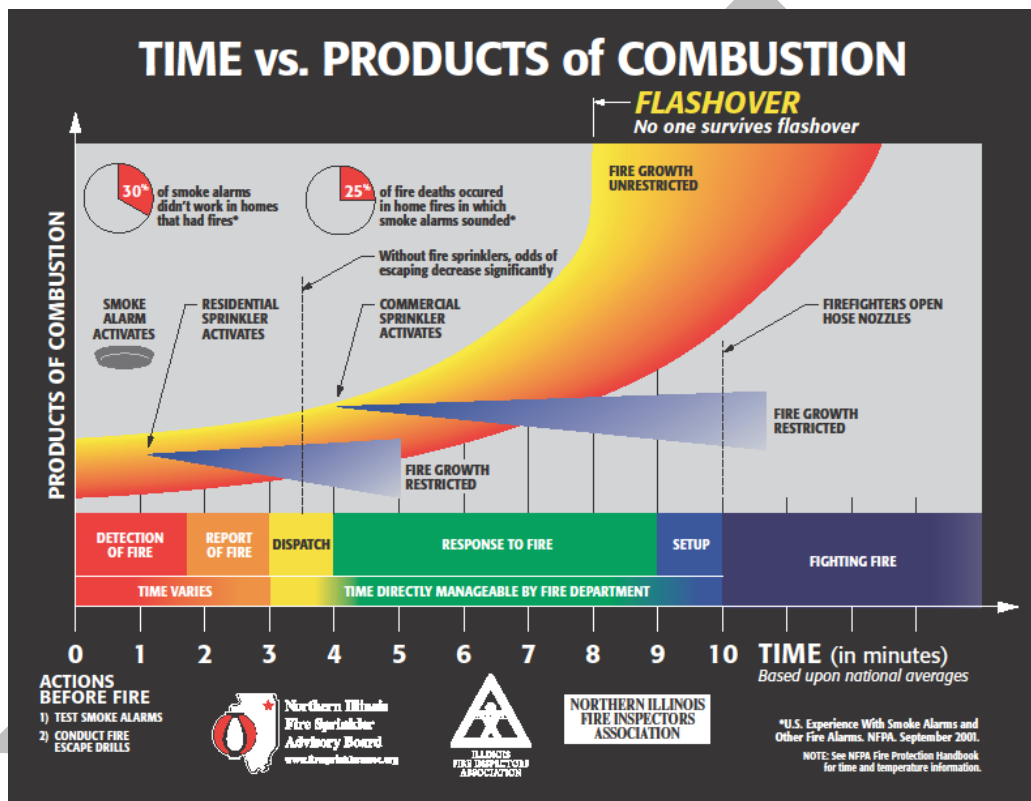 TIME vs. PRODUCTS of COMBUSTION
FLASHOVER
No one survives flashover
PRODUCTS OF COMBUSTION
30%
of smoke alarms
didn't work in homes
that had fires*
25%
of fire deaths occured
in home fires in which
smoke alarms sounded*
FIRE GROWTH
UNRESTRICTED
Without fire sprinklers, odds of
escaping decrease significantly
SMOKE
ALARM
ACTIVATES
RESIDENTIAL
SPRINKLER
ACTIVATES
COMMERCIAL
SPRINKLER
ACTIVATES
FIREFIGHTERS OPEN
HOSE NOZZLES
FIRE GROWTH
RESTRICTED
FIRE GROWTH
RESTRICTED
DETECTION
OF FIRE
REPORT
OF FIRE
DISPATCH
RESPONSE TO FIRE
SETUP
FIGHTING FIRE
TIME VARIES
TIME DIRECTLY MANAGEABLE BY FIRE DEPARTMENT
0 1 2 3 4 5 6 7 8 9 10 TIME (in minutes)
Based upon national averages
ACTIONS
BEFORE FIRE
1) TEST SMOKE ALARMS
2) CONDUCT FIRE
ESCAPE DRILLS
Northern Illinois
Fire Sprinkler
Advisory Board
ILLINOIS
FIRE INSPECTORS
ASSOCIATION
NORTHERN ILLINOIS
FIRE INSPECTORS
ASSOCIATION
*U.S. Experience With Smoke Alarms and
Other Fire Alarms. NFPA. September 2001.
NOTE: See NFPA Fire Protection Handbook
for time and temperature information.